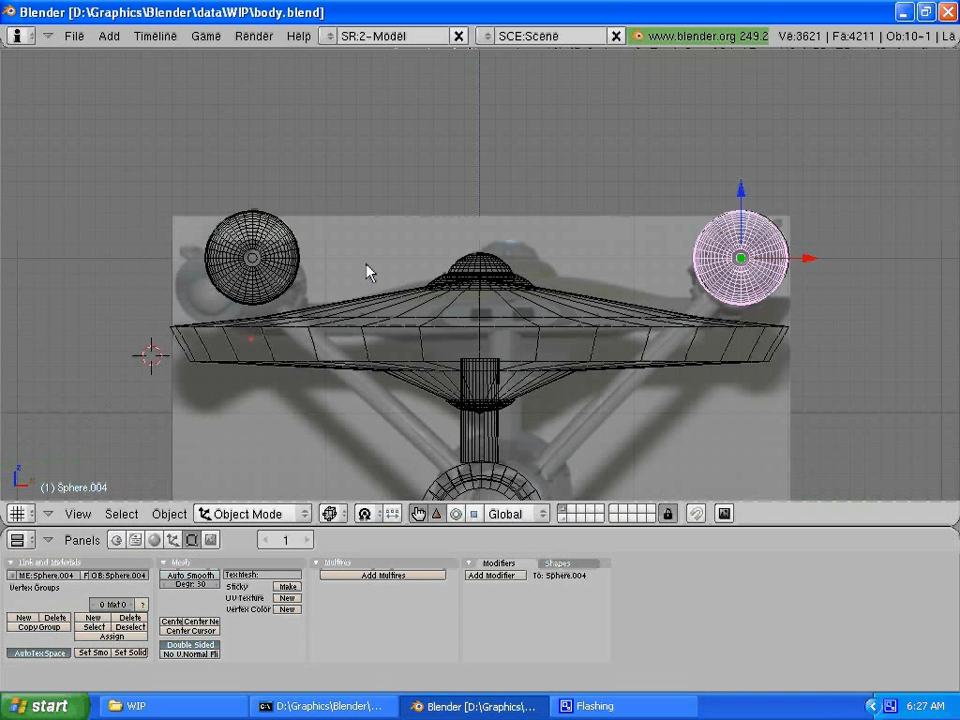 Blender [D:\Graphics\Blender\data\WIP\body.blend]
File Add Timeline Game Render Help SR:2-Model SCE:Scene www.blender.org 249.2 Ve:3621 | Fa:4211 | Ob:10-1 | La
z
(1) Sphere.004
View Select Object Object Mode Global
Panels 1
Link and Materials Mesh Multires Modifiers Shapes
ME:Sphere.004 F OB:Sphere.004 Auto Smooth TexMesh: Add Multires Add Modifier To: Sphere.004
Vertex Groups Degr: 30 Sticky Make
UV Texture New
0 Mat 0 ? Vertex Color New
New Delete New Delete Cente Center Ne
Copy Group Select Deselect Center Cursor
Assign
Double Sided
AutoTexSpace Set Smo Set Solid No V.Normal Fli
start WIP D:\Graphics\Blender\... Blender [D:\Graphics\... Flashing 6:27 AM